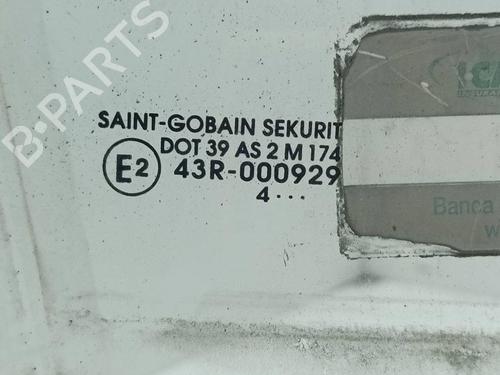 B-PARTS
SAINT-GOBAIN SEKURIT
DOT 39 AS 2 M 174
E2 43R-000929
4 ...
Banca
w